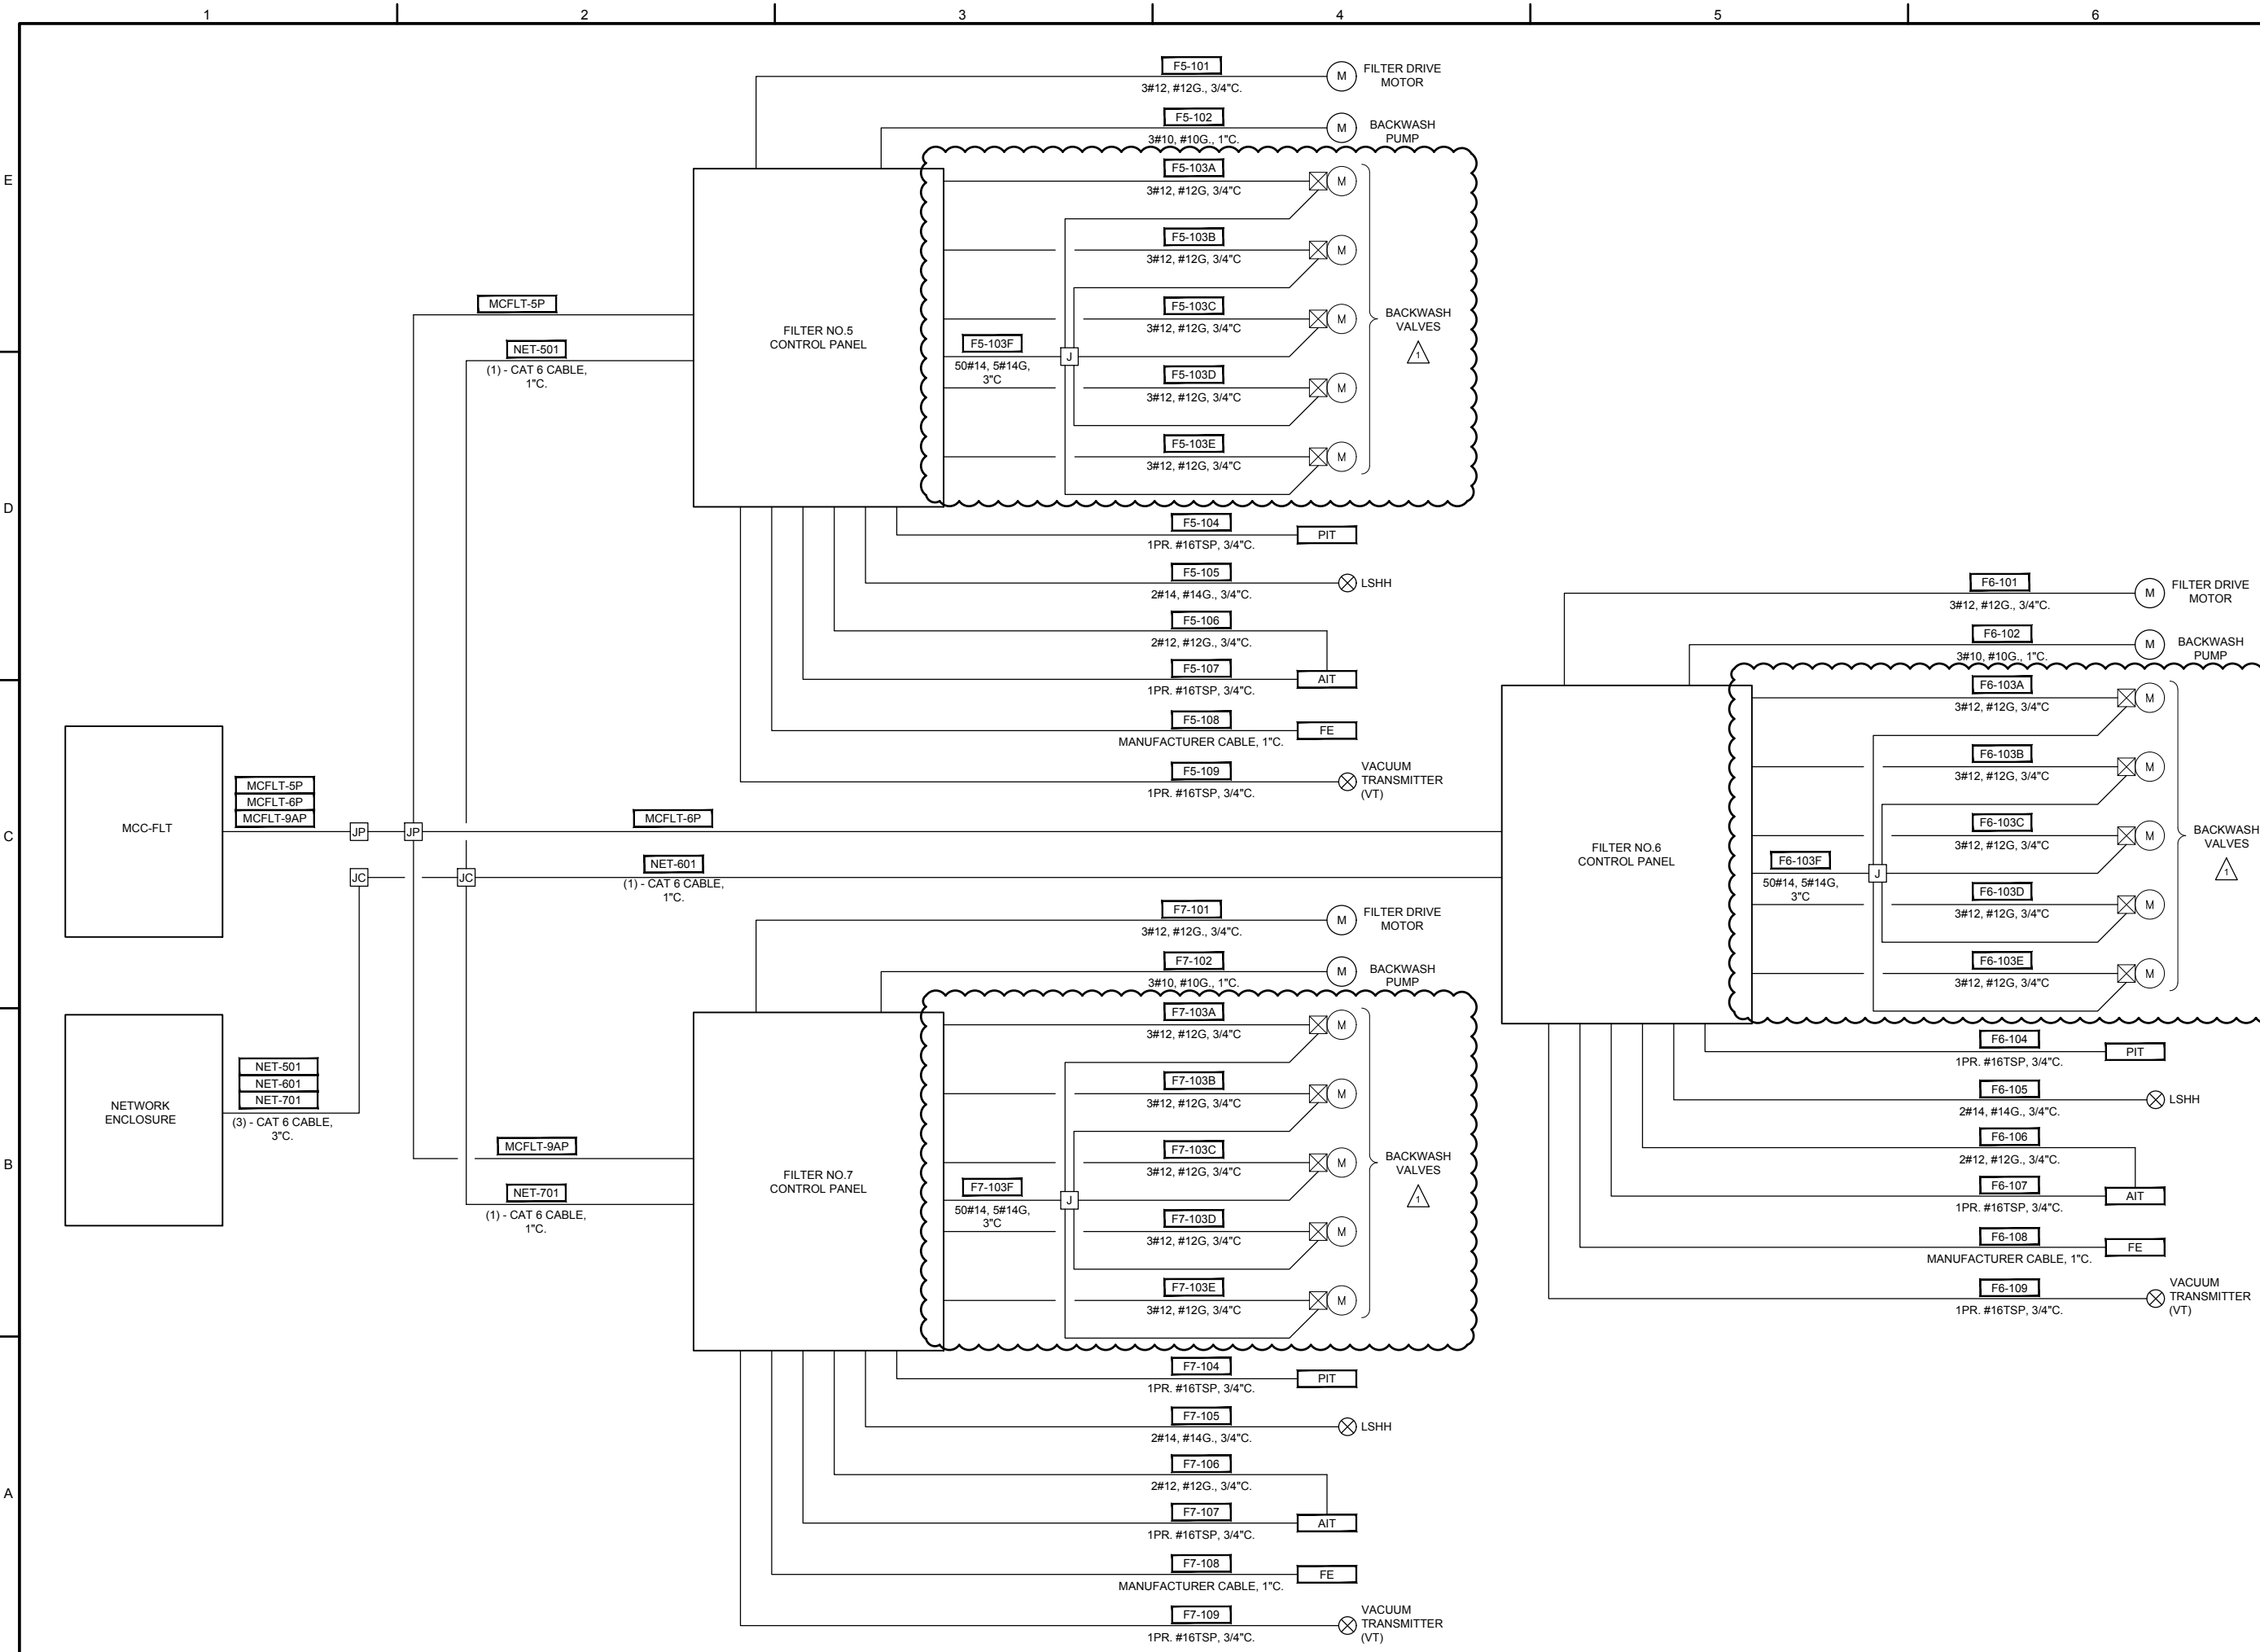 1
2
3
4
5
6
E
D
C
B
A
F5-101
3#12, #12G., 3/4"C.
M
FILTER DRIVE
MOTOR
F5-102
3#10, #10G., 1"C.
M
BACKWASH
PUMP
FILTER NO.5
CONTROL PANEL
F5-103A
3#12, #12G, 3/4"C
M
F5-103B
3#12, #12G, 3/4"C
M
F5-103C
3#12, #12G, 3/4"C
M
F5-103F
50#14, 5#14G,
3"C
J
F5-103D
3#12, #12G, 3/4"C
M
F5-103E
3#12, #12G, 3/4"C
M
BACKWASH
VALVES
1
F5-104
1PR. #16TSP, 3/4"C.
PIT
F5-105
2#14, #14G., 3/4"C.
LSHH
F5-106
2#12, #12G., 3/4"C.
F5-107
1PR. #16TSP, 3/4"C.
AIT
F5-108
MANUFACTURER CABLE, 1"C.
FE
F5-109
1PR. #16TSP, 3/4"C.
VACUUM
TRANSMITTER
(VT)
MCFLT-5P
NET-501
(1) - CAT 6 CABLE,
1"C.
MCC-FLT
MCFLT-5P
MCFLT-6P
MCFLT-9AP
JP
JP
MCFLT-6P
JC
JC
NET-601
(1) - CAT 6 CABLE,
1"C.
NETWORK
ENCLOSURE
NET-501
NET-601
NET-701
(3) - CAT 6 CABLE,
3"C.
MCFLT-9AP
NET-701
(1) - CAT 6 CABLE,
1"C.
F7-101
3#12, #12G., 3/4"C.
M
FILTER DRIVE
MOTOR
F7-102
3#10, #10G., 1"C.
M
BACKWASH
PUMP
FILTER NO.7
CONTROL PANEL
F7-103A
3#12, #12G, 3/4"C
M
F7-103B
3#12, #12G, 3/4"C
M
F7-103C
3#12, #12G, 3/4"C
M
F7-103F
50#14, 5#14G,
3"C
J
F7-103D
3#12, #12G, 3/4"C
M
F7-103E
3#12, #12G, 3/4"C
M
BACKWASH
VALVES
1
F7-104
1PR. #16TSP, 3/4"C.
PIT
F7-105
2#14, #14G., 3/4"C.
LSHH
F7-106
2#12, #12G., 3/4"C.
F7-107
1PR. #16TSP, 3/4"C.
AIT
F7-108
MANUFACTURER CABLE, 1"C.
FE
F7-109
1PR. #16TSP, 3/4"C.
VACUUM
TRANSMITTER
(VT)
F6-101
3#12, #12G., 3/4"C.
M
FILTER DRIVE
MOTOR
F6-102
3#10, #10G., 1"C.
M
BACKWASH
PUMP
FILTER NO.6
CONTROL PANEL
F6-103A
3#12, #12G, 3/4"C
M
F6-103B
3#12, #12G, 3/4"C
M
F6-103C
3#12, #12G, 3/4"C
M
F6-103F
50#14, 5#14G,
3"C
J
F6-103D
3#12, #12G, 3/4"C
M
F6-103E
3#12, #12G, 3/4"C
M
BACKWASH
VALVES
1
F6-104
1PR. #16TSP, 3/4"C.
PIT
F6-105
2#14, #14G., 3/4"C.
LSHH
F6-106
2#12, #12G., 3/4"C.
F6-107
1PR. #16TSP, 3/4"C.
AIT
F6-108
MANUFACTURER CABLE, 1"C.
FE
F6-109
1PR. #16TSP, 3/4"C.
VACUUM
TRANSMITTER
(VT)